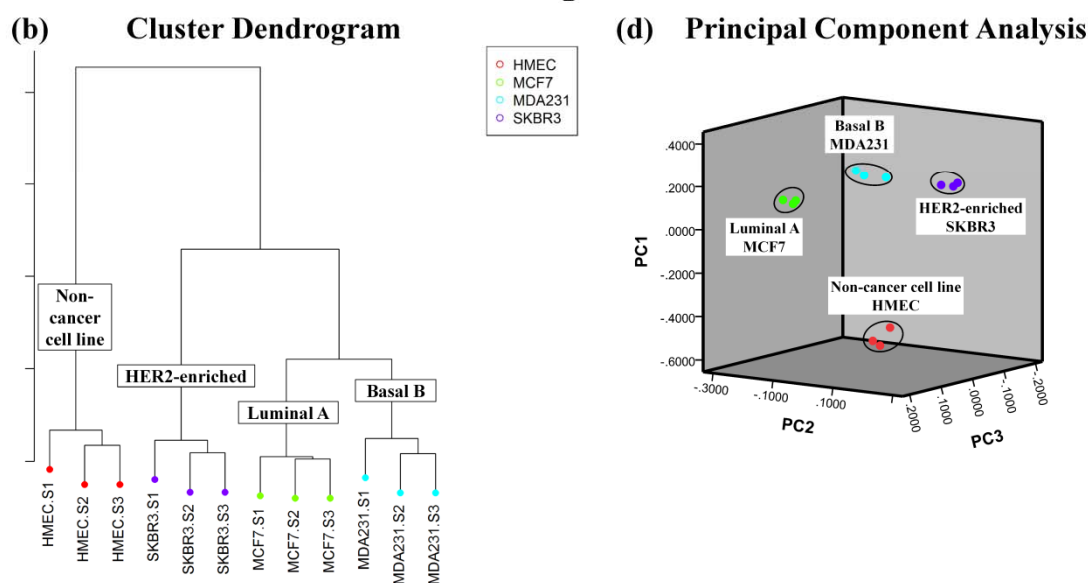 (b) Cluster Dendrogram
HMEC
MCF7
MDA231
SKBR3
Non-
cancer
cell line
HER2-enriched
Luminal A
Basal B
HMEC.S1
HMEC.S2
HMEC.S3
SKBR3.S1
SKBR3.S2
SKBR3.S3
MCF7.S1
MCF7.S2
MCF7.S3
MDA231.S1
MDA231.S2
MDA231.S3
(d) Principal Component Analysis
Basal B
MDA231
HER2-enriched
SKBR3
Luminal A
MCF7
Non-cancer cell line
HMEC
PC1
.4000
.2000
.0000
-.2000
-.4000
-.6000
PC2
-.3000
-.1000
.1000
PC3
.2000
.1000
.0000
-.1000
-.2000